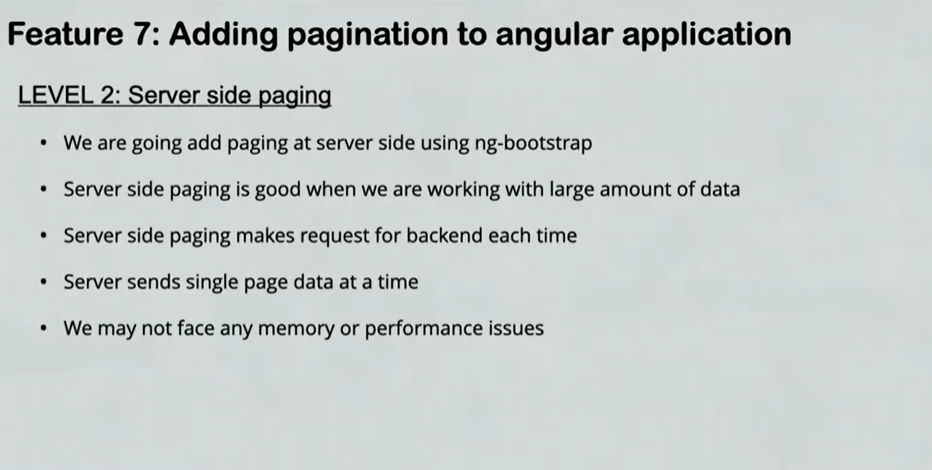 Feature 7: Adding pagination to angular application
LEVEL 2: Server side paging
• We are going add paging at server side using ng-bootstrap
• Server side paging is good when we are working with large amount of data
• Server side paging makes request for backend each time
• Server sends single page data at a time
• We may not face any memory or performance issues